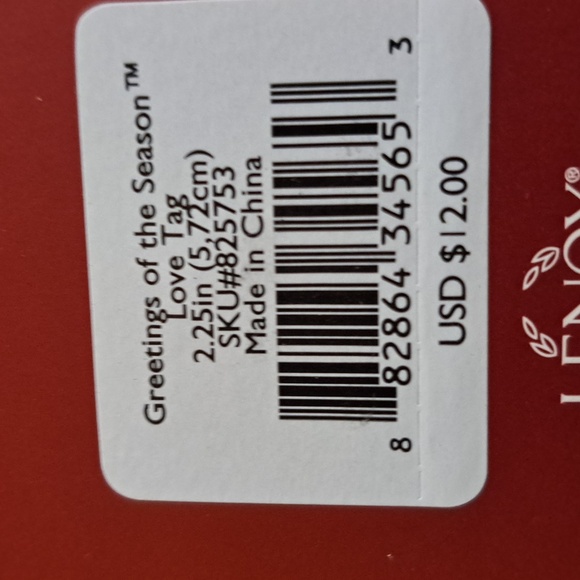 Greetings of the Season™
Love Tag
2.25in (5,72cm)
SKU#825753
Made in China
8 82864 34565 3
USD $12.00
LENOX®